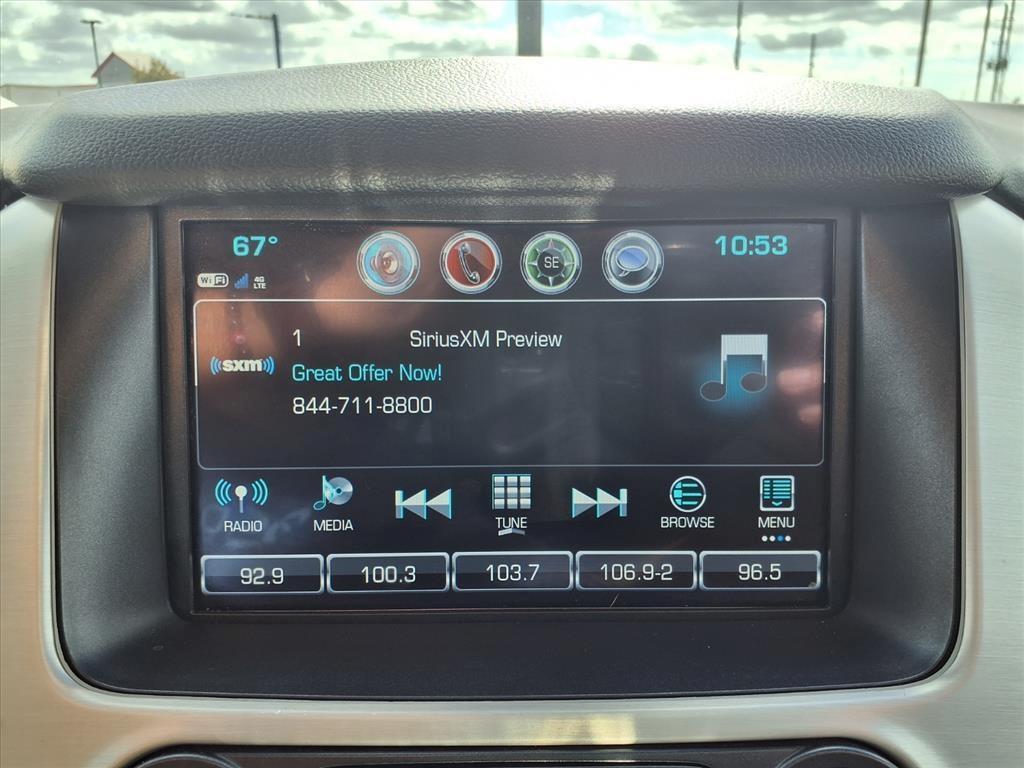 67° 10:53
WiFi 4G LTE
SE
1 SiriusXM Preview
((sxm))
Great Offer Now!
844-711-8800
RADIO MEDIA TUNE BROWSE MENU
92.9 100.3 103.7 106.9-2 96.5